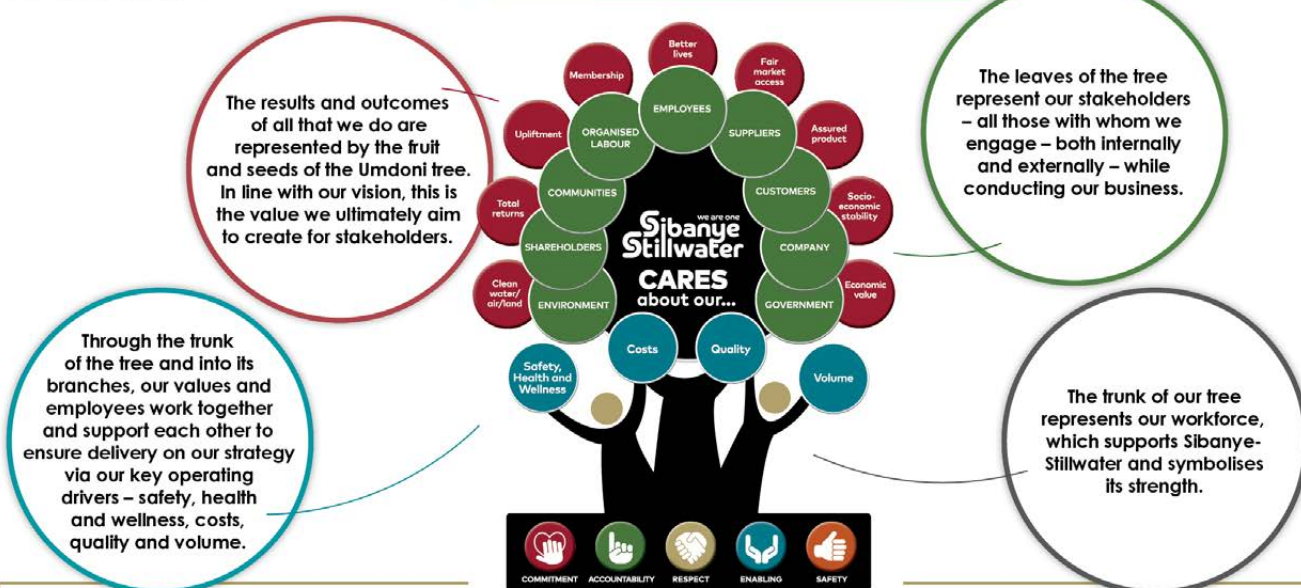 The results and outcomes
of all that we do are
represented by the fruit
and seeds of the Umdoni tree.
In line with our vision, this is
the value we ultimately aim
to create for stakeholders.
Through the trunk
of the tree and into its
branches, our values and
employees work together
and support each other to
ensure delivery on our strategy
via our key operating
drivers – safety, health
and wellness, costs,
quality and volume.
Better
lives
Membership
Fair
market
access
EMPLOYEES
Upliftment
ORGANISED
LABOUR
SUPPLIERS
Assured
product
COMMUNITIES
CUSTOMERS
Total
returns
Socio-
economic
stability
we are one
Sibanye
Stillwater
SHAREHOLDERS
COMPANY
CARES
about our...
Clean
water/
air/land
ENVIRONMENT
GOVERNMENT
Economic
value
Costs
Quality
Safety,
Health and
Wellness
Volume
COMMITMENT
ACCOUNTABILITY
RESPECT
ENABLING
SAFETY
The leaves of the tree
represent our stakeholders
– all those with whom we
engage – both internally
and externally – while
conducting our business.
The trunk of our tree
represents our workforce,
which supports Sibanye-
Stillwater and symbolises
its strength.